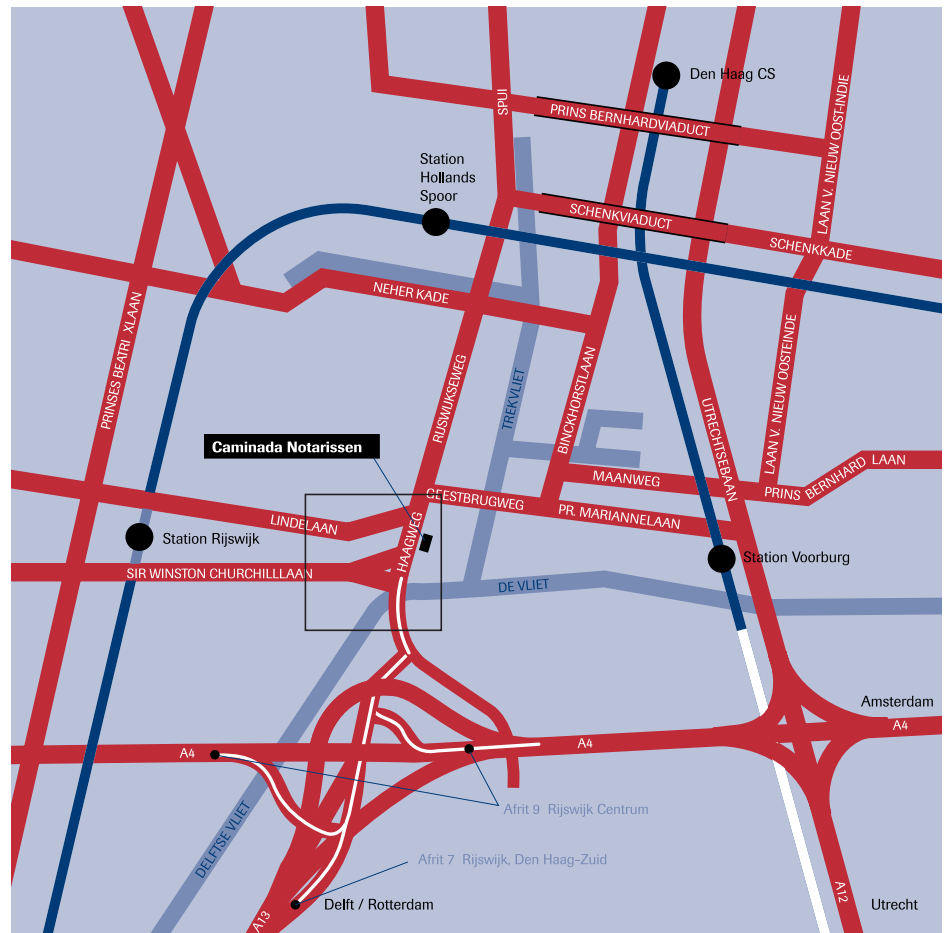 Den Haag CS
SPUI
PRINS BERNHARDVIADUCT
LAAN V. NIEUW OOST-INDIE
Station
Hollands
Spoor
SCHENKVIADUCT
SCHENKKADE
NEHER KADE
PRINSES BEATRI XLAAN
RIJSWIJKSEWEG
TREKVLIET
BINCKHORSTLAAN
UTRECHTSEBAAN
LAAN V. NIEUW OOSTEINDE
Caminada Notarissen
MAANWEG
PRINS BERNHARD LAAN
GEESTBRUGWEG
PR. MARIANNELAAN
LINDELAAN
Station Rijswijk
HAAGWEG
Station Voorburg
SIR WINSTON CHURCHILLLAAN
DE VLIET
Amsterdam
A4
A4
A4
Afrit 9 Rijswijk Centrum
DELFTSE VLIET
Afrit 7 Rijswijk, Den Haag-Zuid
Delft / Rotterdam
A13
A12
Utrecht